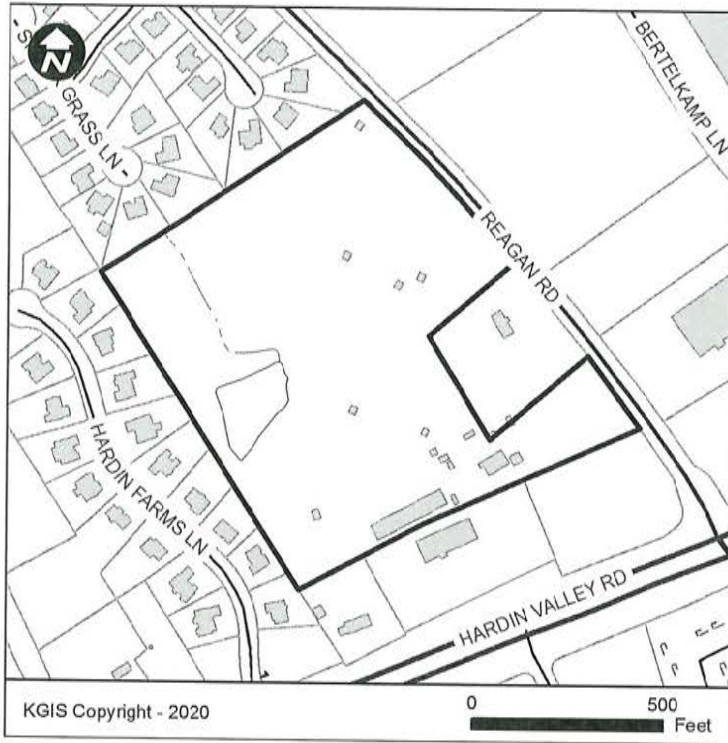 N
GRASS LN
BERTELKAMP LN
REAGAN RD
HARDIN FARMS LN
HARDIN VALLEY RD
KGIS Copyright - 2020
0 500
Feet